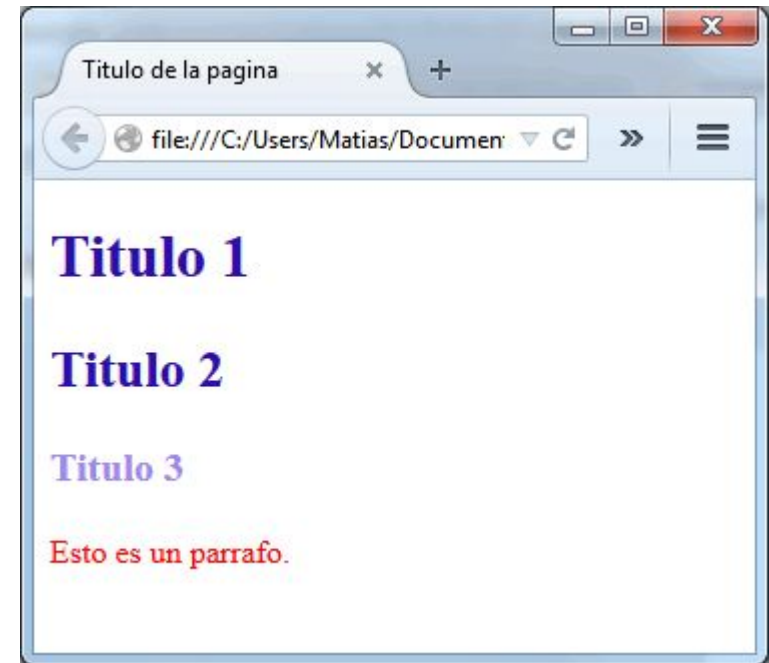 Titulo de la pagina
file:///C:/Users/Matias/Documen
Titulo 1
Titulo 2
Titulo 3
Esto es un parrafo.